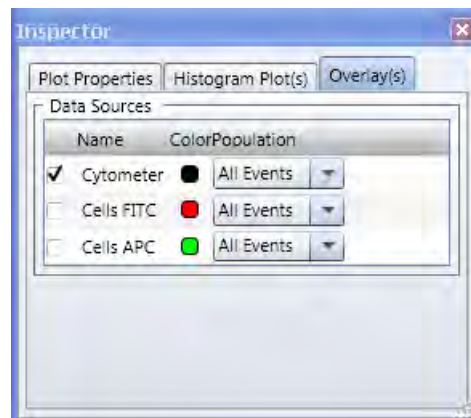 Inspector
Plot Properties Histogram Plot(s) Overlay(s)
Data Sources
Name ColorPopulation
Cytometer All Events
Cells FITC All Events
Cells APC All Events